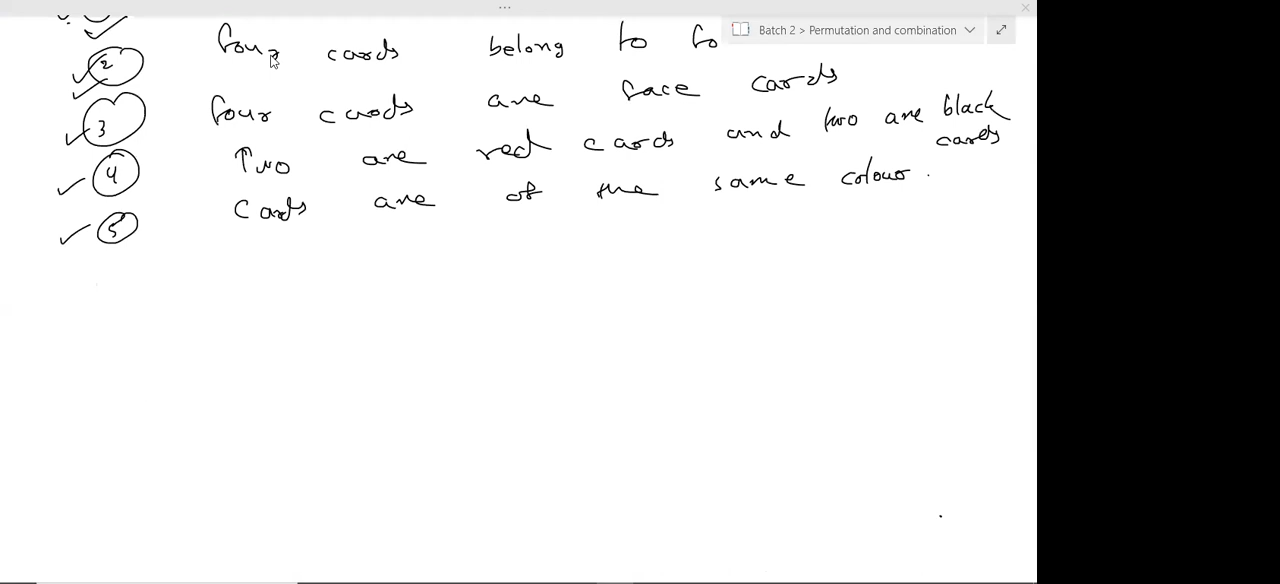 Batch 2 > Permutation and combination
2 four cards belong to fo
3 four cards are face cards
4 Two are red cards and two are black cards
5 Cards are of the same colour.